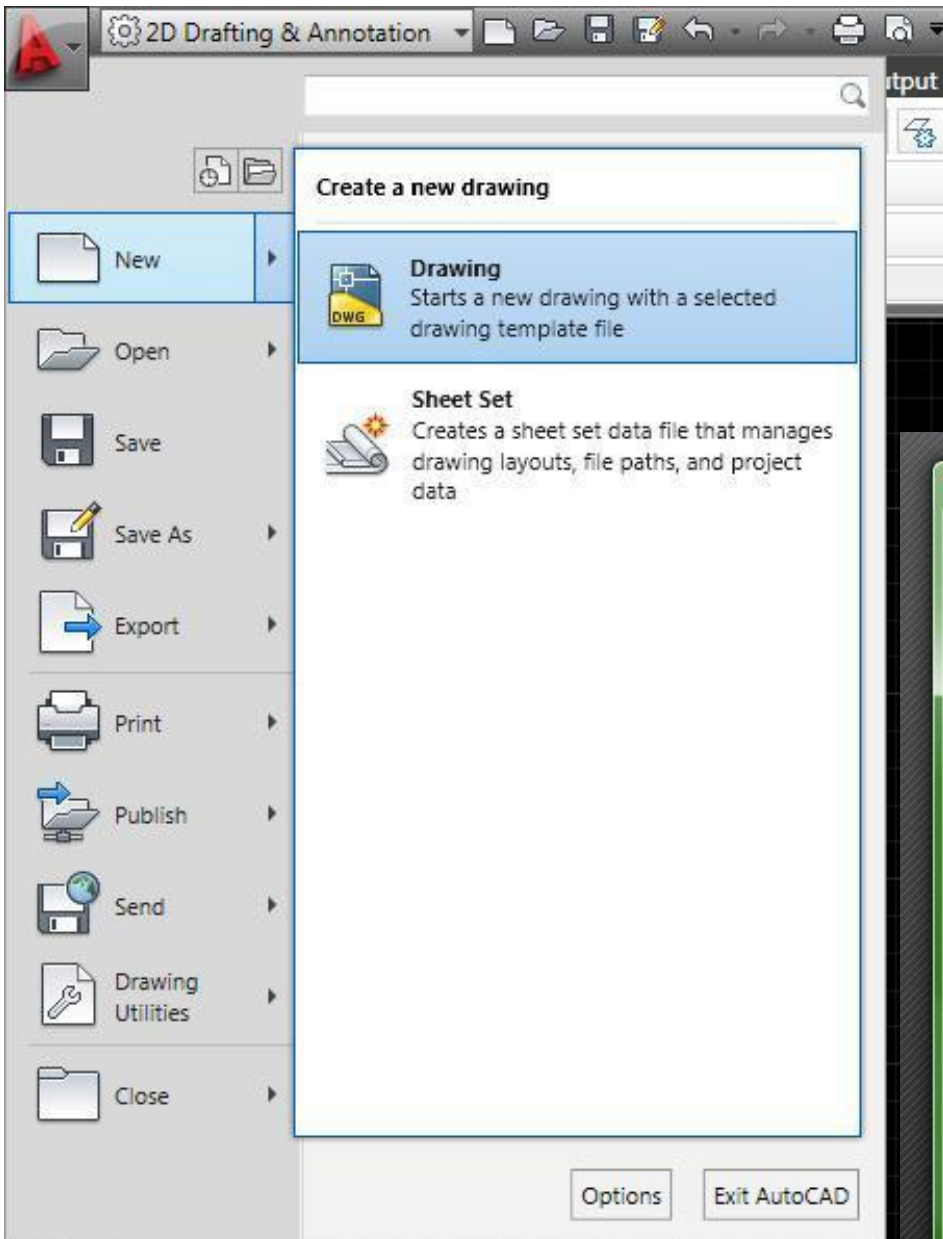 2D Drafting & Annotation
tput
Create a new drawing
New
Drawing
Starts a new drawing with a selected
drawing template file
DWG
Open
Sheet Set
Creates a sheet set data file that manages
drawing layouts, file paths, and project
data
Save
Save As
Export
Print
Publish
Send
Drawing
Utilities
Close
Options
Exit AutoCAD